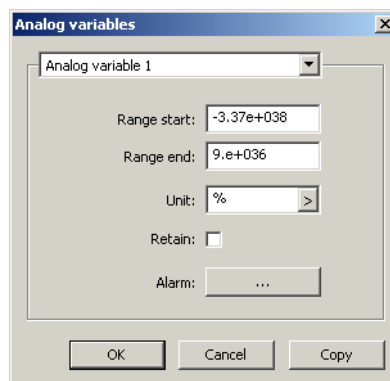 Analog variables
Analog variable 1
Range start: -3.37e+038
Range end: 9.e+036
Unit: % >
Retain:
Alarm: ...
OK Cancel Copy